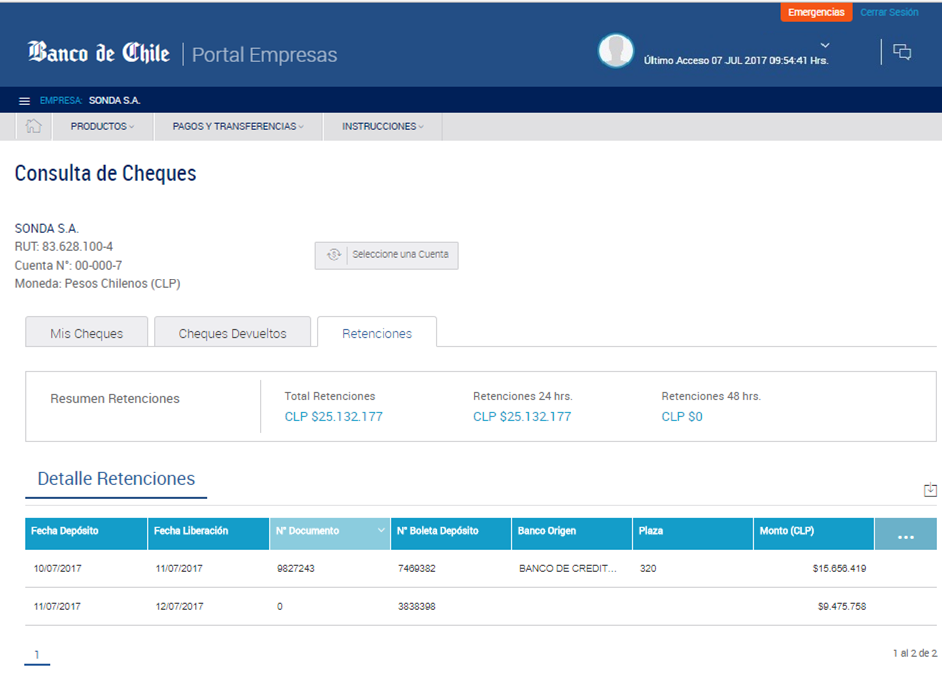 Emergencias Cerrar Sesión
Banco de Chile Portal Empresas
Último Acceso 07 JUL 2017 09:54:41 Hrs.
EMPRESA: SONDA S.A.
PRODUCTOS PAGOS Y TRANSFERENCIAS INSTRUCCIONES
Consulta de Cheques
SONDA S.A.
RUT: 83.628.100-4
Cuenta N°: 00-000-7
Moneda: Pesos Chilenos (CLP)
Seleccione una Cuenta
Mis Cheques Cheques Devueltos Retenciones
Resumen Retenciones
Total Retenciones Retenciones 24 hrs. Retenciones 48 hrs.
CLP $25.132.177 CLP $25.132.177 CLP $0
Detalle Retenciones
Fecha Depósito Fecha Liberación N° Documento N° Boleta Depósito Banco Origen Plaza Monto (CLP) ...
10/07/2017 11/07/2017 9827243 7469382 BANCO DE CREDIT... 320 $15.656.419
11/07/2017 12/07/2017 0 3838398 $9.475.758
1 1 al 2 de 2